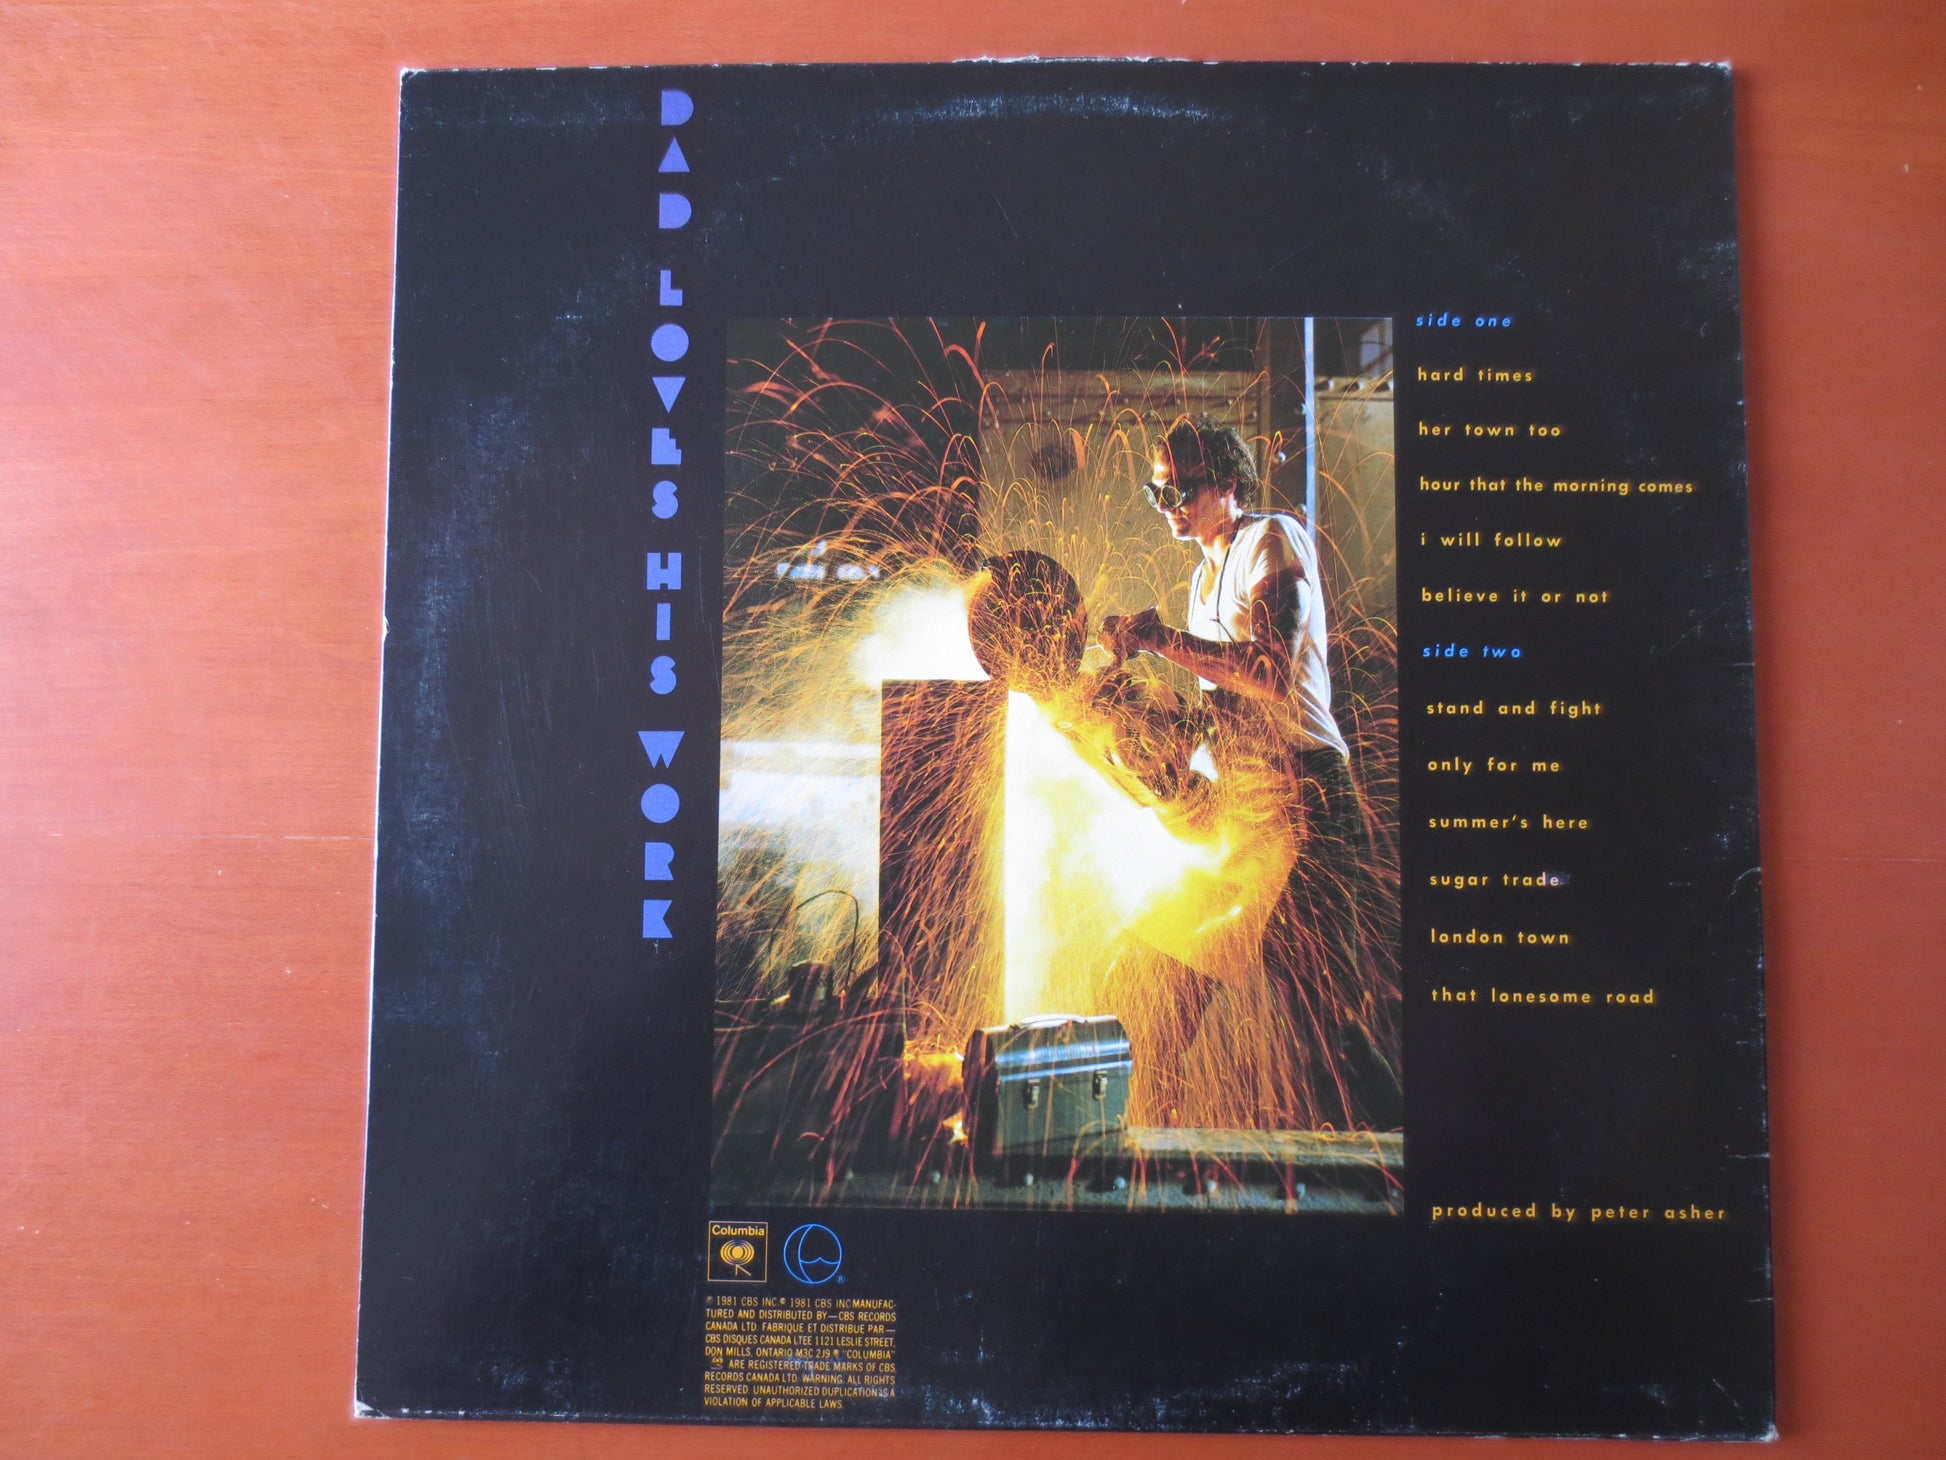 DAD LOVES HIS WORK
side one
hard times
her town too
hour that the morning comes
i will follow
believe it or not
side two
stand and fight
only for me
summer's here
sugar trade
london town
that lonesome road
produced by peter asher
Columbia
®
℗ 1981 CBS INC.© 1981 CBS INC MANUFAC-
TURED AND DISTRIBUTED BY—CBS RECORDS
CANADA LTD. FABRIQUE ET DISTRIBUE PAR—
CBS DISQUES CANADA LTEE 1121 LESLIE STREET,
DON MILLS, ONTARIO M3C 2J9 ® "COLUMBIA"
ARE REGISTERED TRADE MARKS OF CBS
RECORDS CANADA LTD. WARNING. ALL RIGHTS
RESERVED. UNAUTHORIZED DUPLICATION IS A
VIOLATION OF APPLICABLE LAWS.